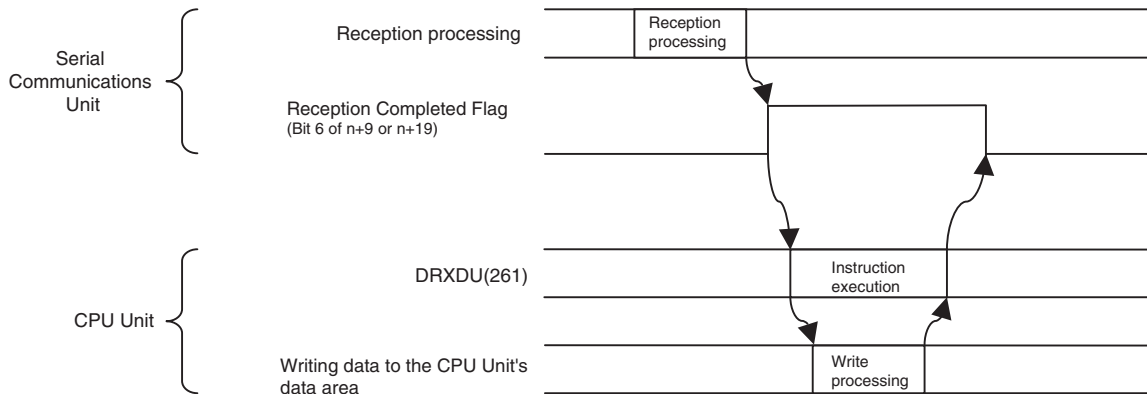 Serial
Communications
Unit
Reception processing
Reception
processing
Reception Completed Flag
(Bit 6 of n+9 or n+19)
CPU Unit
DRXDU(261)
Instruction
execution
Writing data to the CPU Unit's
data area
Write
processing